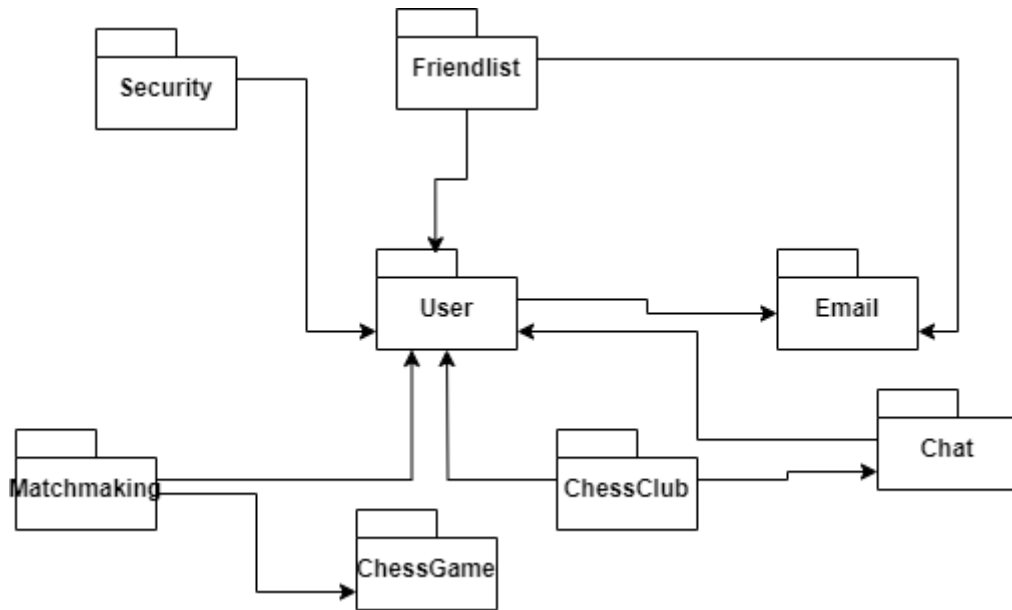 Security
Friendlist
User
Email
Matchmaking
ChessClub
Chat
ChessGame